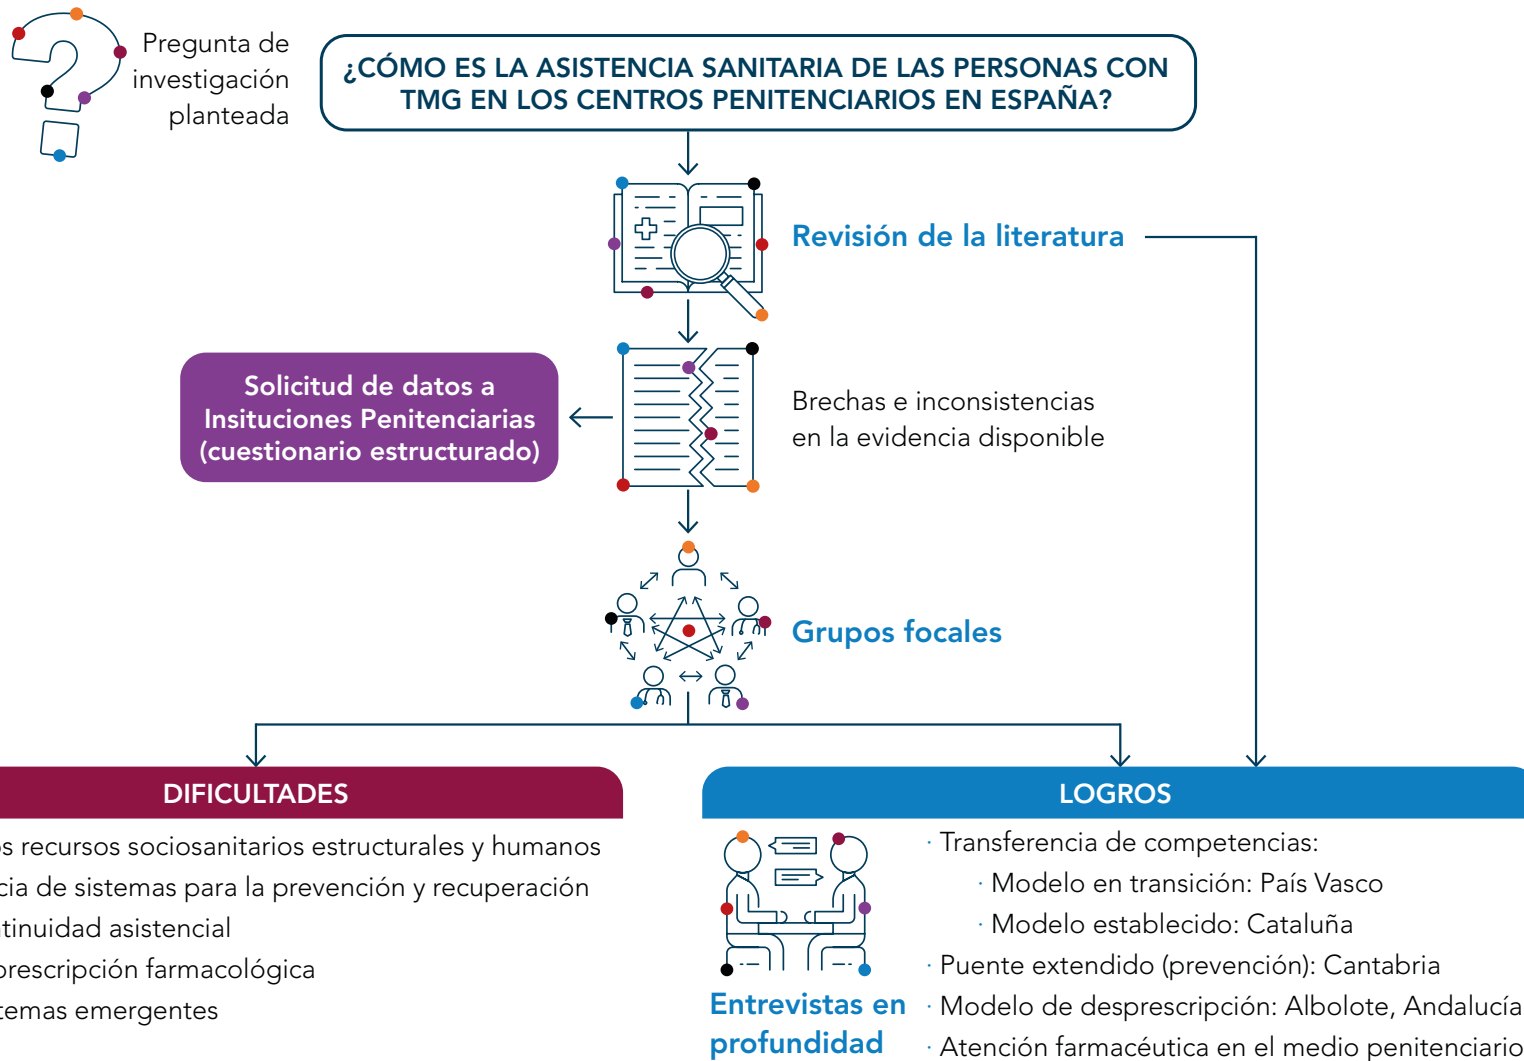 Pregunta de
investigación
planteada
¿CÓMO ES LA ASISTENCIA SANITARIA DE LAS PERSONAS CON
TMG EN LOS CENTROS PENITENCIARIOS EN ESPAÑA?
Revisión de la literatura
Solicitud de datos a
Insituciones Penitenciarias
(cuestionario estructurado)
Brechas e inconsistencias
en la evidencia disponible
Grupos focales
DIFICULTADES
recursos sociosanitarios estructurales y humanos
de sistemas para la prevención y recuperación
asistencial
prescripción farmacológica
temas emergentes
LOGROS
Entrevistas en
profundidad
· Transferencia de competencias:
· Modelo en transición: País Vasco
· Modelo establecido: Cataluña
· Puente extendido (prevención): Cantabria
· Modelo de desprescripción: Albolote, Andalucía
· Atención farmacéutica en el medio penitenciario